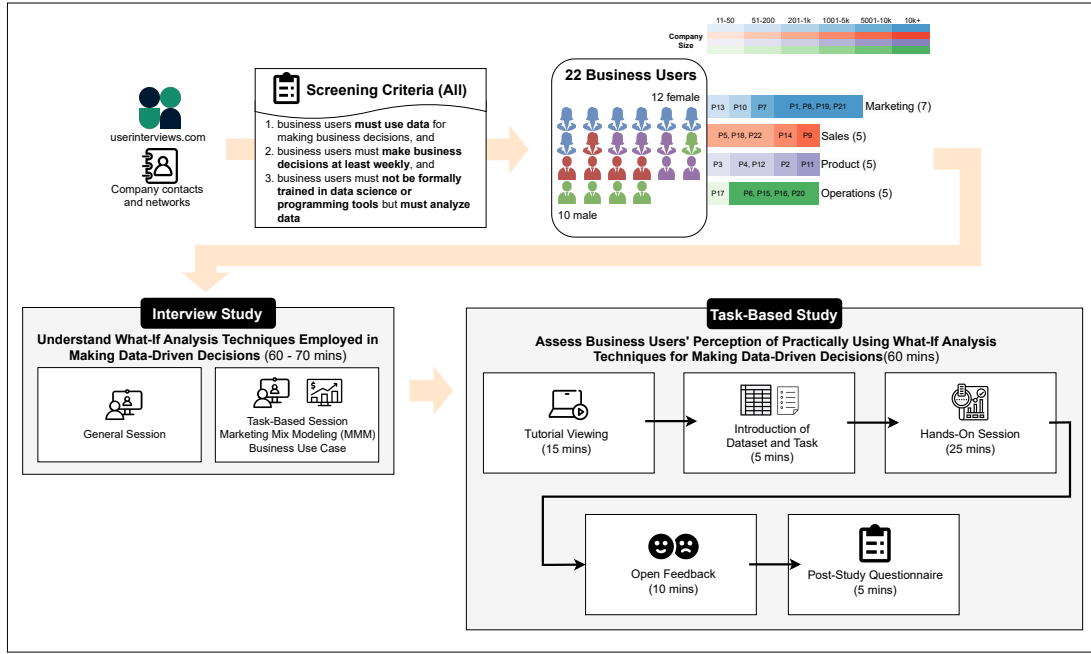 11-50 51-200 201-1k 1001-5k 5001-10k 10k+
Company
Size
userinterviews.com
Company contacts
and networks
Screening Criteria (All)
1. business users must use data for
making business decisions, and
2. business users must make business
decisions at least weekly, and
3. business users must not be formally
trained in data science or
programming tools but must analyze
data
22 Business Users
12 female
10 male
P13 P10 P7 P1, P8, P19, P21 Marketing (7)
P5, P18, P22 P14 P9 Sales (5)
P3 P4, P12 P2 P11 Product (5)
P17 P6, P15, P16, P20 Operations (5)
Interview Study
Understand What-If Analysis Techniques Employed in
Making Data-Driven Decisions (60 - 70 mins)
General Session
Task-Based Session
Marketing Mix Modeling (MMM)
Business Use Case
Task-Based Study
Assess Business Users' Perception of Practically Using What-If Analysis
Techniques for Making Data-Driven Decisions(60 mins)
Tutorial Viewing
(15 mins)
Introduction of
Dataset and Task
(5 mins)
Hands-On Session
(25 mins)
Open Feedback
(10 mins)
Post-Study Questionnaire
(5 mins)